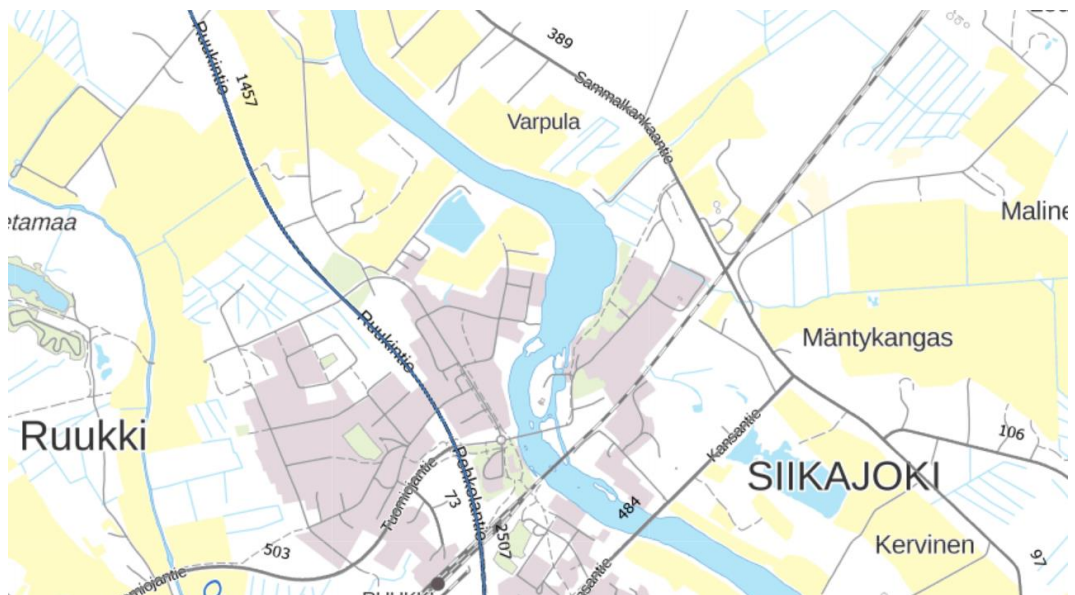 389
Ruukintie
1457
Sammalkankaantie
Varpula
etamaa
Maline
Ruukintie
Mäntykangas
Ruukki
Kansantie
106
Pehkolantie
SIIKAJOKI
Tuomiojantie
73
484
2507
503
Kervinen
97